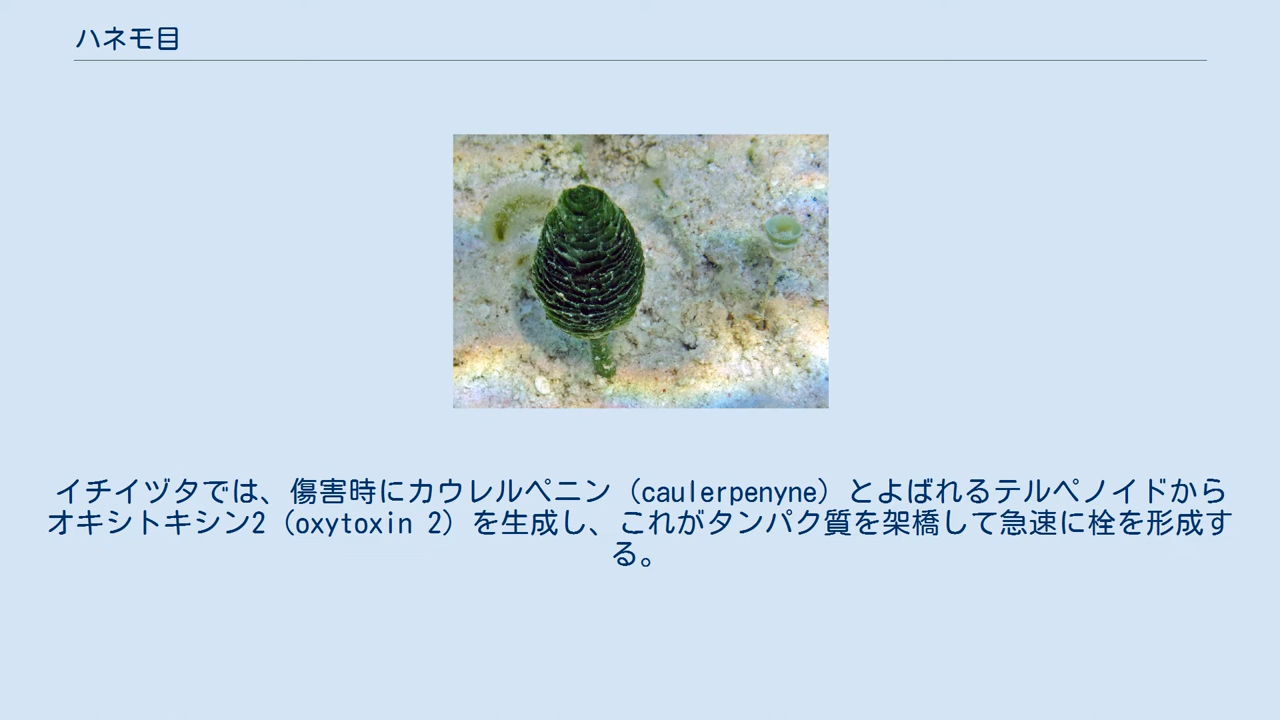 ハネモ目
イチイヅタでは、傷害時にカウレルペニン（caulerpenyne）とよばれるテルペノイドから
オキシトキシン2（oxytoxin 2）を生成し、これがタンパク質を架橋して急速に栓を形成す
る。